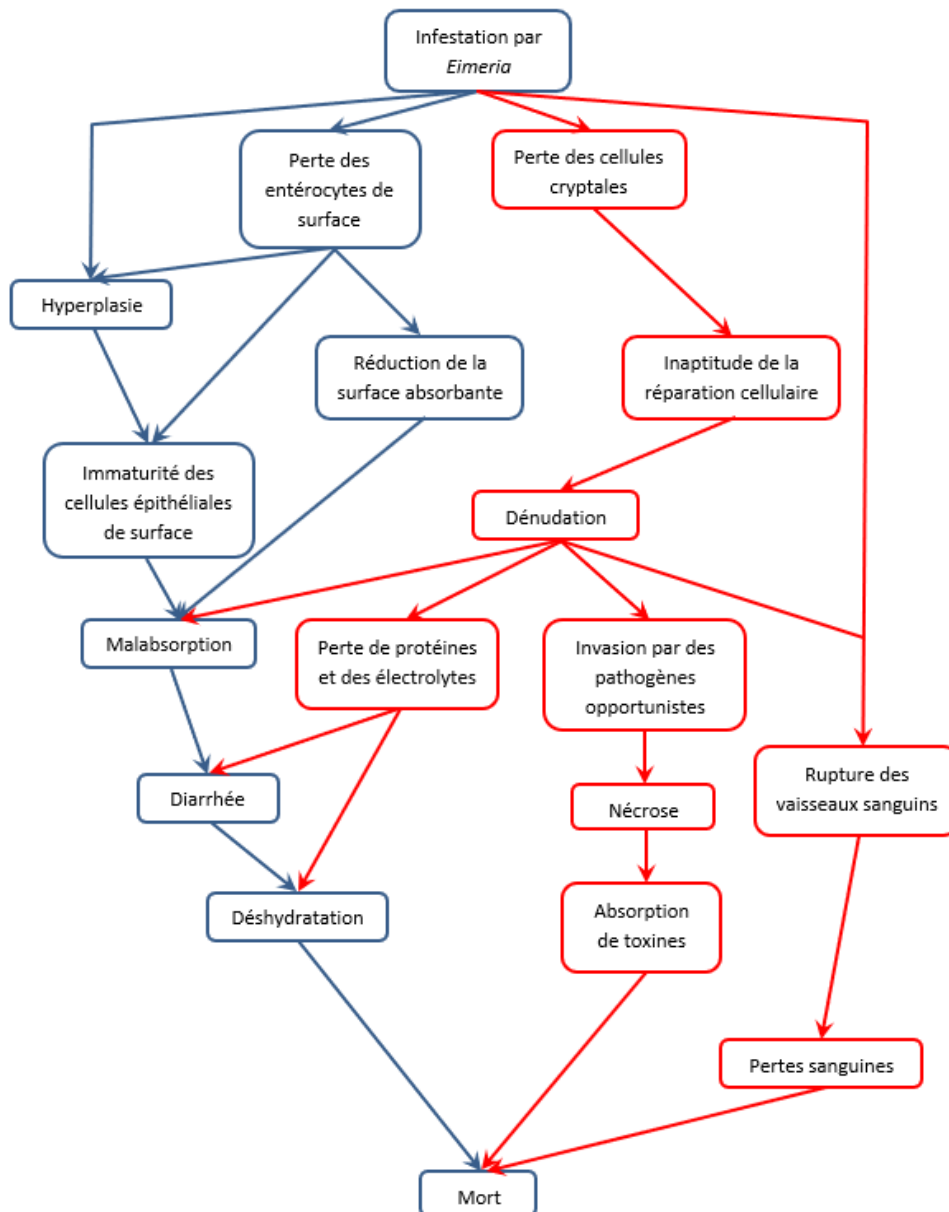 Infestation par
Eimeria
Perte des
entérocytes de
surface
Perte des cellules
cryptales
Hyperplasie
Réduction de la
surface absorbante
Inaptitude de la
réparation cellulaire
Immaturité des
cellules épithéliales
de surface
Dénudation
Malabsorption
Perte de protéines
et des électrolytes
Invasion par des
pathogènes
opportunistes
Rupture des
vaisseaux sanguins
Diarrhée
Nécrose
Déshydratation
Absorption
de toxines
Pertes sanguines
Mort